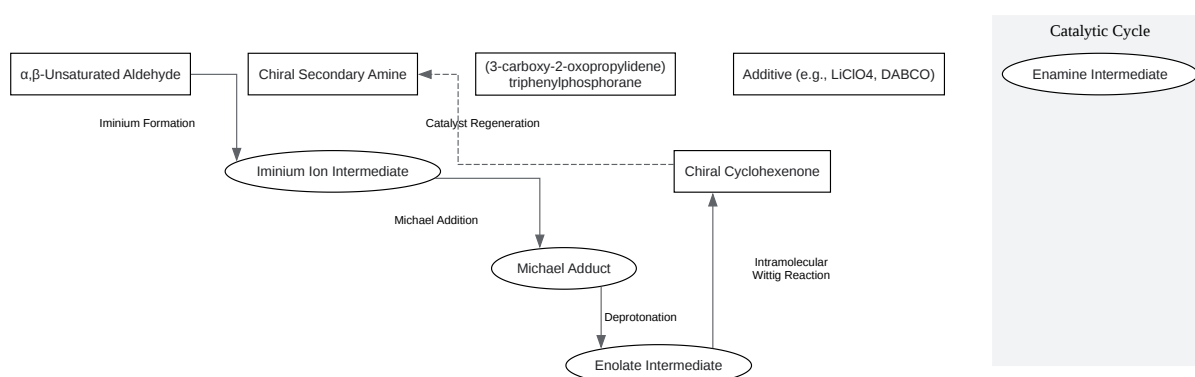 Catalytic Cycle
α,β-Unsaturated Aldehyde
Chiral Secondary Amine
(3-carboxy-2-oxopropylidene)
triphenylphosphorane
Additive (e.g., LiClO4, DABCO)
Enamine Intermediate
Iminium Formation
Catalyst Regeneration
Iminium Ion Intermediate
Chiral Cyclohexenone
Michael Addition
Michael Adduct
Intramolecular
Wittig Reaction
Deprotonation
Enolate Intermediate